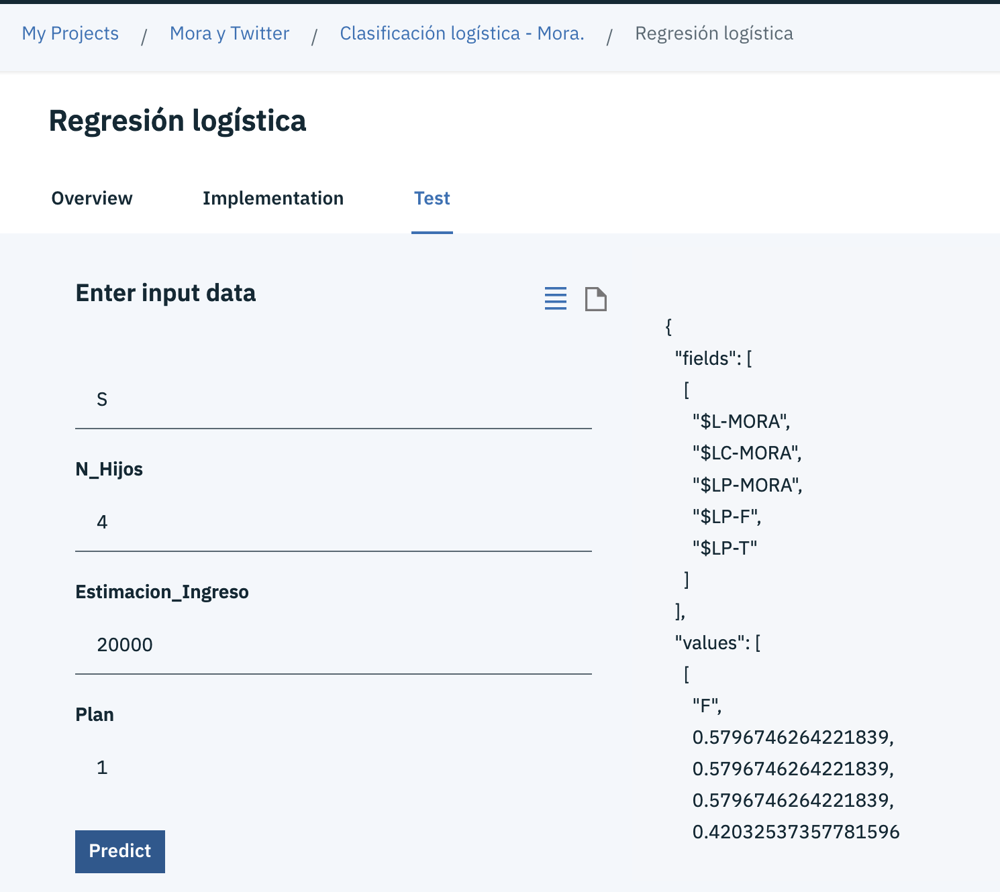 My Projects / Mora y Twitter / Clasificación logística - Mora. / Regresión logística
Regresión logística
Overview Implementation Test
Enter input data
S
N_Hijos
4
Estimacion_Ingreso
20000
Plan
1
Predict
{
"fields": [
[
"$L-MORA",
"$LC-MORA",
"$LP-MORA",
"$LP-F",
"$LP-T"
]
],
"values": [
[
"F",
0.5796746264221839,
0.5796746264221839,
0.5796746264221839,
0.42032537357781596